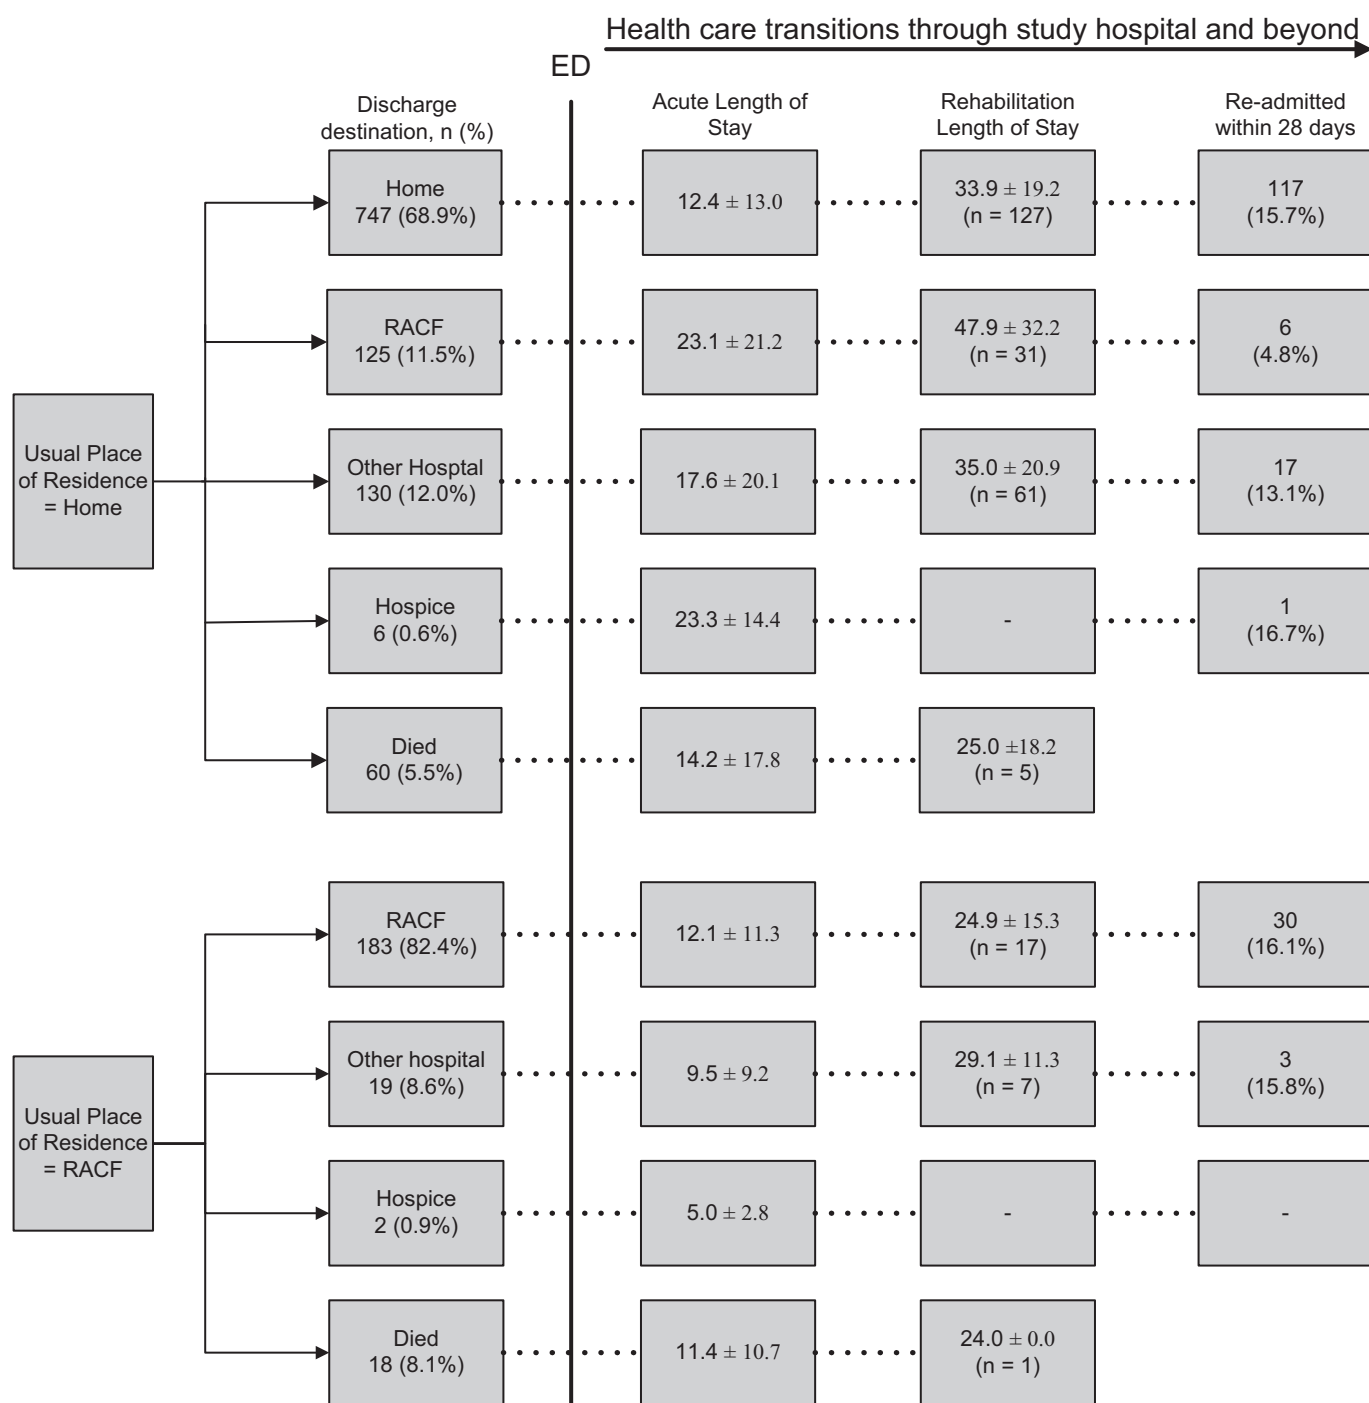 Health care transitions through study hospital and beyond
ED
Discharge
destination, n (%)
Acute Length of
Stay
Rehabilitation
Length of Stay
Re-admitted
within 28 days
Usual Place
of Residence
= Home
Home
747 (68.9%)
12.4 ± 13.0
33.9 ± 19.2
(n = 127)
117
(15.7%)
RACF
125 (11.5%)
23.1 ± 21.2
47.9 ± 32.2
(n = 31)
6
(4.8%)
Other Hosptal
130 (12.0%)
17.6 ± 20.1
35.0 ± 20.9
(n = 61)
17
(13.1%)
Hospice
6 (0.6%)
23.3 ± 14.4
-
1
(16.7%)
Died
60 (5.5%)
14.2 ± 17.8
25.0 ±18.2
(n = 5)
Usual Place
of Residence
= RACF
RACF
183 (82.4%)
12.1 ± 11.3
24.9 ± 15.3
(n = 17)
30
(16.1%)
Other hospital
19 (8.6%)
9.5 ± 9.2
29.1 ± 11.3
(n = 7)
3
(15.8%)
Hospice
2 (0.9%)
5.0 ± 2.8
-
-
Died
18 (8.1%)
11.4 ± 10.7
24.0 ± 0.0
(n = 1)